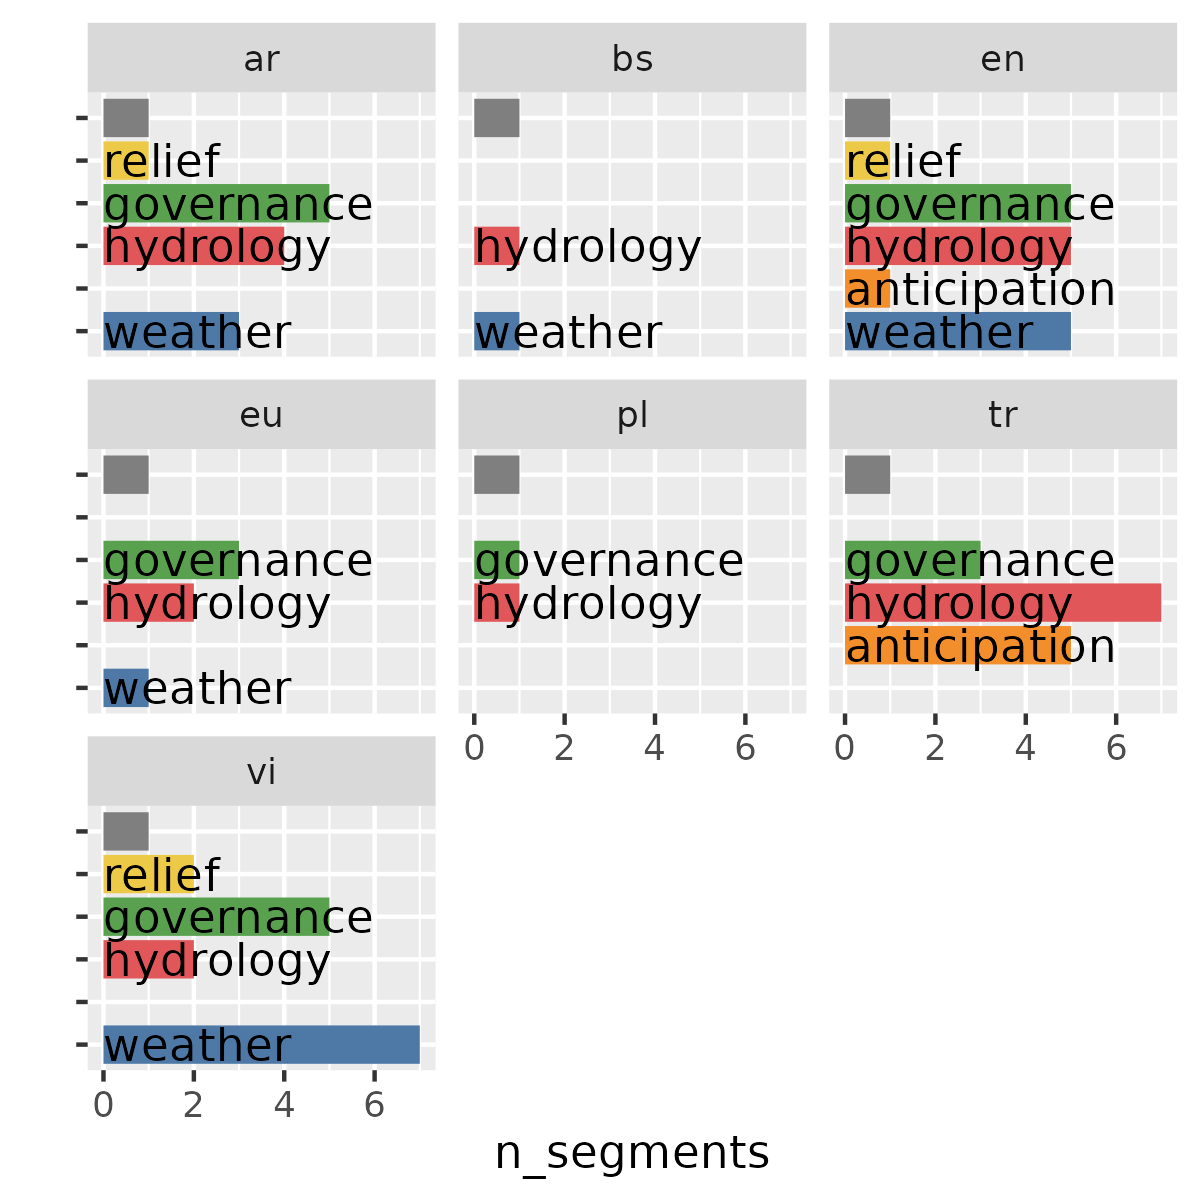 ar
bs
en
relief
governance
hydrology
weather
hydrology
weather
relief
governance
hydrology
anticipation
weather
eu
pl
tr
governance
hydrology
weather
governance
hydrology
0 2 4 6
governance
hydrology
anticipation
0 2 4 6
vi
relief
governance
hydrology
weather
0 2 4 6
n_segments